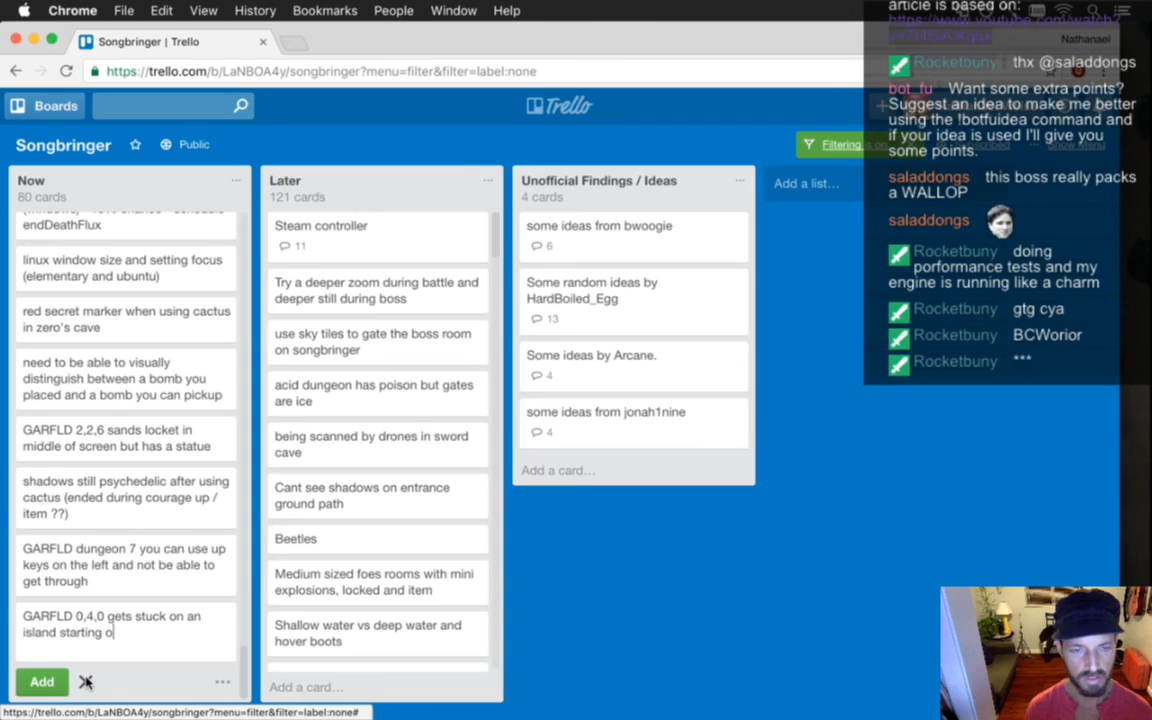 Chrome File Edit View History Bookmarks People Window Help
Songbringer | Trello
Nathanael
https://trello.com/b/LaNBOA4y/songbringer?menu=filter&filter=label:none
Boards
Trello
Songbringer
Public
Filtering is on
Show Menu
Now
80 cards
endDeathFlux
linux window size and setting focus
(elementary and ubuntu)
red secret marker when using cactus
in zero's cave
need to be able to visually
distinguish between a bomb you
placed and a bomb you can pickup
GARFLD 2,2,6 sands locket in
middle of screen but has a statue
shadows still psychedelic after using
cactus (ended during courage up /
item ??)
GARFLD dungeon 7 you can use up
keys on the left and not be able to
get through
GARFLD 0,4,0 gets stuck on an
island starting o
Add
Later
121 cards
Steam controller
11
Try a deeper zoom during battle and
deeper still during boss
use sky tiles to gate the boss room
on songbringer
acid dungeon has poison but gates
are ice
being scanned by drones in sword
cave
Cant see shadows on entrance
ground path
Beetles
Medium sized foes rooms with mini
explosions, locked and item
Shallow water vs deep water and
hover boots
Add a card…
Unofficial Findings / Ideas
4 cards
some ideas from bwoogie
6
Some random ideas by
HardBoiled_Egg
13
Some ideas by Arcane.
4
some ideas from jonah1nine
4
Add a card…
Add a list…
article is based on:
https://www.youtube.com/watch?
Rocketbuny thx @saladdongs
bot_fu Want some extra points?
Suggest an idea to make me better
using the !botfuidea command and
if your idea is used I'll give you
some points.
saladdongs this boss really packs
a WALLOP
saladdongs
Rocketbuny doing
porformance tests and my
engine is running like a charm
Rocketbuny gtg cya
Rocketbuny BCWorior
Rocketbuny ***
https://trello.com/b/LaNBOA4y/songbringer?menu=filter&filter=label:none#